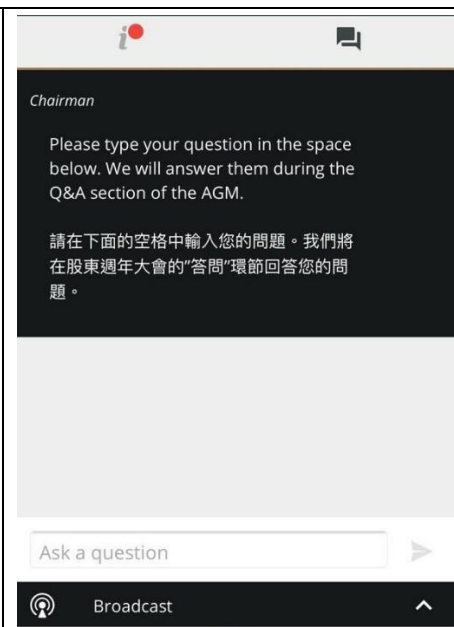 Chairman
Please type your question in the space
below. We will answer them during the
Q&A section of the AGM.
請在下面的空格中輸入您的問題。我們將
在股東週年大會的”答問”環節回答您的問
題。
Ask a question
Broadcast